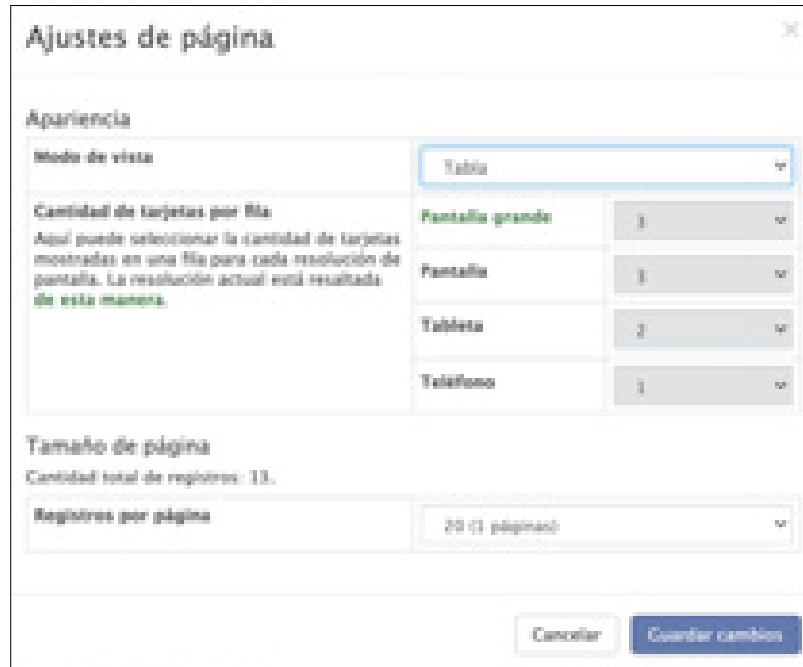 Ajustes de página
Apariencia
Modo de vista
Tabla
Cantidad de tarjetas por fila
Aquí puede seleccionar la cantidad de tarjetas
mostradas en una fila para cada resolución de
pantalla. La resolución actual está resaltada
de esta manera.
Pantalla grande
3
Pantalla
3
Tableta
2
Teléfono
1
Tamaño de página
Cantidad total de registros: 13.
Registros por página
20 (1 páginas)
Cancelar
Guardar cambios